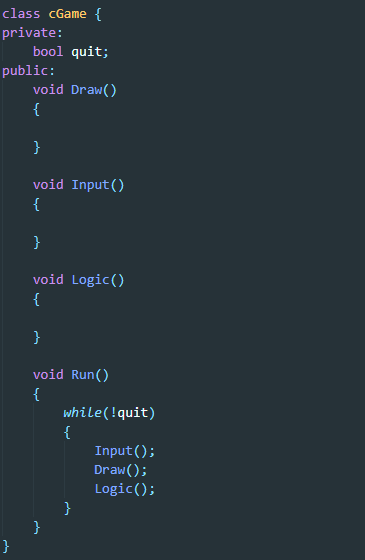 class cGame {
private:
    bool quit;
public:
    void Draw()
    {

    }

    void Input()
    {

    }

    void Logic()
    {

    }

    void Run()
    {
        while(!quit)
        {
            Input();
            Draw();
            Logic();
        }
    }
}